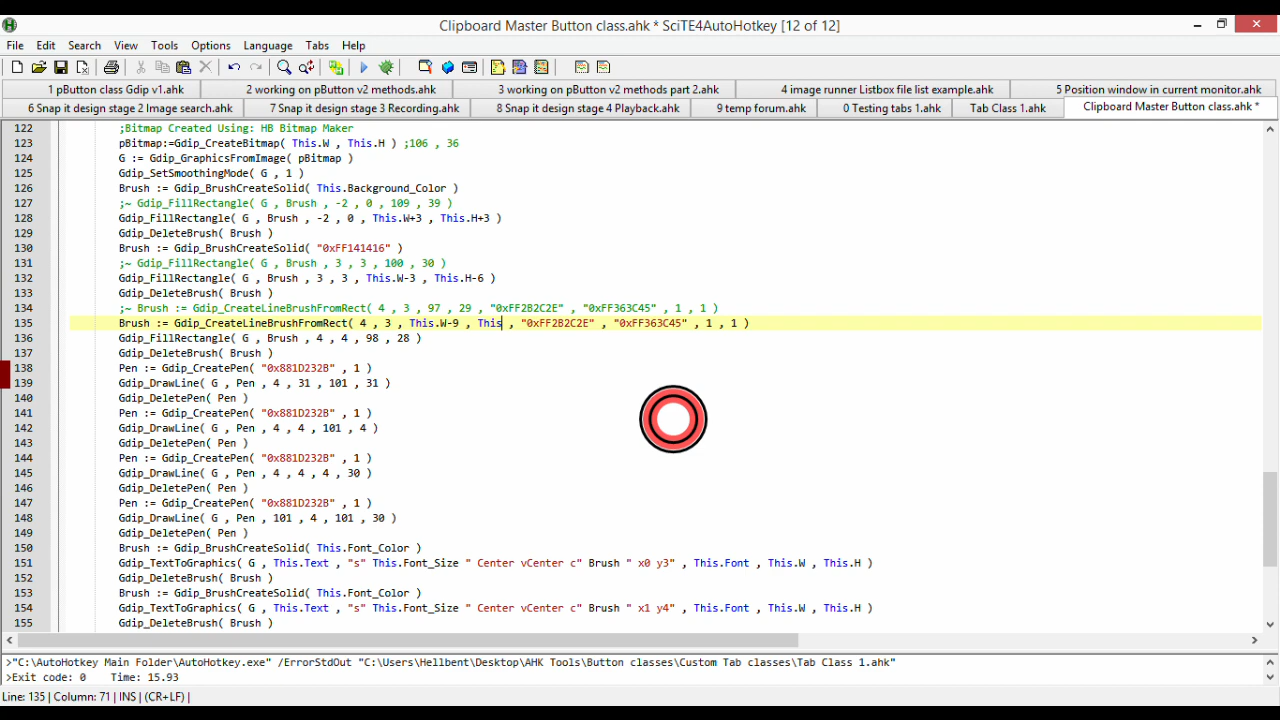 Clipboard Master Button class.ahk * SciTE4AutoHotkey [12 of 12]
File Edit Search View Tools Options Language Tabs Help
1 pButton class Gdip v1.ahk 2 working on pButton v2 methods.ahk 3 working on pButton v2 methods part 2.ahk 4 image runner Listbox file list example.ahk 5 Position window in current monitor.ahk
6 Snap it design stage 2 Image search.ahk 7 Snap it design stage 3 Recording.ahk 8 Snap it design stage 4 Playback.ahk 9 temp forum.ahk 0 Testing tabs 1.ahk Tab Class 1.ahk Clipboard Master Button class.ahk *
122 ;Bitmap Created Using: HB Bitmap Maker
123 pBitmap:=Gdip_CreateBitmap( This.W , This.H ) ;106 , 36
124 G := Gdip_GraphicsFromImage( pBitmap )
125 Gdip_SetSmoothingMode( G , 1 )
126 Brush := Gdip_BrushCreateSolid( This.Background_Color )
127 ;~ Gdip_FillRectangle( G , Brush , -2 , 0 , 109 , 39 )
128 Gdip_FillRectangle( G , Brush , -2 , 0 , This.W+3 , This.H+3 )
129 Gdip_DeleteBrush( Brush )
130 Brush := Gdip_BrushCreateSolid( "0xFF141416" )
131 ;~ Gdip_FillRectangle( G , Brush , 3 , 3 , 100 , 30 )
132 Gdip_FillRectangle( G , Brush , 3 , 3 , This.W-3 , This.H-6 )
133 Gdip_DeleteBrush( Brush )
134 ;~ Brush := Gdip_CreateLineBrushFromRect( 4 , 3 , 97 , 29 , "0xFF2B2C2E" , "0xFF363C45" , 1 , 1 )
135 Brush := Gdip_CreateLineBrushFromRect( 4 , 3 , This.W-9 , This , "0xFF2B2C2E" , "0xFF363C45" , 1 , 1 )
136 Gdip_FillRectangle( G , Brush , 4 , 4 , 98 , 28 )
137 Gdip_DeleteBrush( Brush )
138 Pen := Gdip_CreatePen( "0x881D232B" , 1 )
139 Gdip_DrawLine( G , Pen , 4 , 31 , 101 , 31 )
140 Gdip_DeletePen( Pen )
141 Pen := Gdip_CreatePen( "0x881D232B" , 1 )
142 Gdip_DrawLine( G , Pen , 4 , 4 , 101 , 4 )
143 Gdip_DeletePen( Pen )
144 Pen := Gdip_CreatePen( "0x881D232B" , 1 )
145 Gdip_DrawLine( G , Pen , 4 , 4 , 4 , 30 )
146 Gdip_DeletePen( Pen )
147 Pen := Gdip_CreatePen( "0x881D232B" , 1 )
148 Gdip_DrawLine( G , Pen , 101 , 4 , 101 , 30 )
149 Gdip_DeletePen( Pen )
150 Brush := Gdip_BrushCreateSolid( This.Font_Color )
151 Gdip_TextToGraphics( G , This.Text , "s" This.Font_Size " Center vCenter c" Brush " x0 y3" , This.Font , This.W , This.H )
152 Gdip_DeleteBrush( Brush )
153 Brush := Gdip_BrushCreateSolid( This.Font_Color )
154 Gdip_TextToGraphics( G , This.Text , "s" This.Font_Size " Center vCenter c" Brush " x1 y4" , This.Font , This.W , This.H )
155 Gdip_DeleteBrush( Brush )
>"C:\AutoHotkey Main Folder\AutoHotkey.exe" /ErrorStdOut "C:\Users\Hellbent\Desktop\AHK Tools\Button classes\Custom Tab classes\Tab Class 1.ahk"
>Exit code: 0 Time: 15.93
Line: 135 | Column: 71 | INS | (CR+LF) |